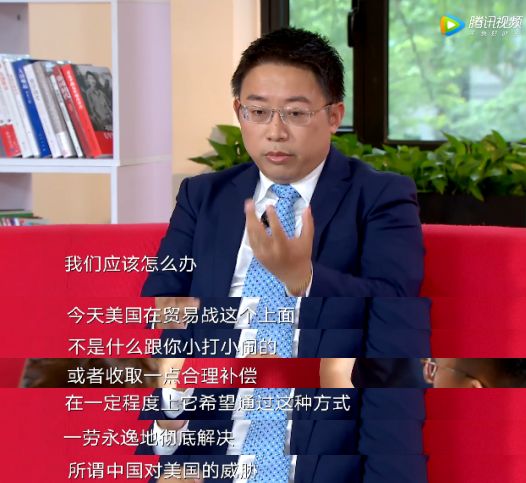 腾讯视频
我们应该怎么办
今天美国在贸易战这个上面
不是什么跟你小打小闹的
或者收取一点合理补偿
在一定程度上它希望通过这种方式
一劳永逸地彻底解决
所谓中国对美国的威胁